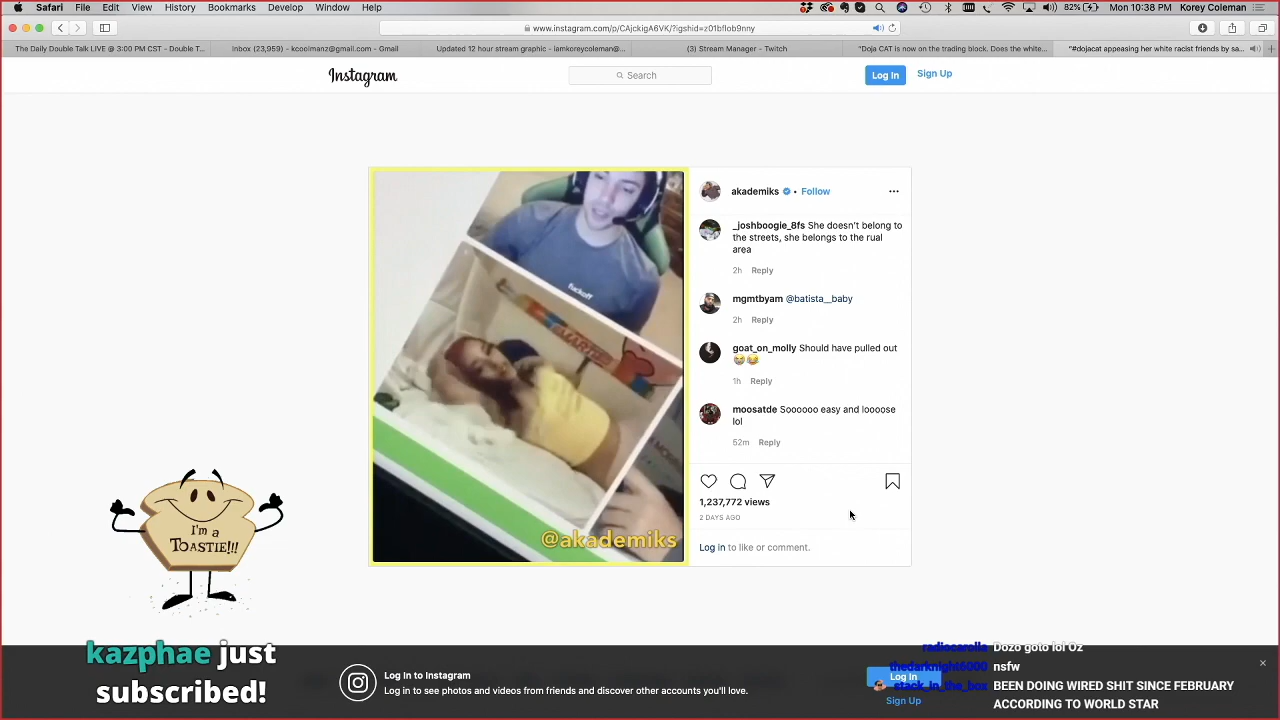 Safari File Edit View History Bookmarks Develop Window Help
82% Mon 10:38 PM Korey Coleman
www.instagram.com/p/CAjckigA6VK/?igshid=z01bflob9nny
The Daily Double Talk LIVE @ 3:00 PM CST - Double T...
Inbox (23,959) - kcoolmanz@gmail.com - Gmail
Updated 12 hour stream graphic - iamkoreycoleman@...
(3) Stream Manager - Twitch
"Doja CAT is now on the trading block. Does the white...
"#dojacat appeasing her white racist friends by sa...
Instagram
Search
Log In
Sign Up
akademiks • Follow
_joshboogie_8fs She doesn't belong to
the streets, she belongs to the rual
area
2h Reply
mgmtbyam @batista__baby
2h Reply
goat_on_molly Should have pulled out
😭😂
1h Reply
moosatde Soooooo easy and loooose
lol
52m Reply
1,237,772 views
2 DAYS AGO
Log in to like or comment.
fuckoff
SMARTIES
@akademiks
I'm a
TOASTIE!!!
kazphae just
subscribed!
Log In to Instagram
Log in to see photos and videos from friends and discover other accounts you'll love.
Log In
Sign Up
radiocarolla Dozo goto lol Oz
thedarknight6000 nsfw
stack_in_the_box BEEN DOING WIRED SHIT SINCE FEBRUARY
ACCORDING TO WORLD STAR